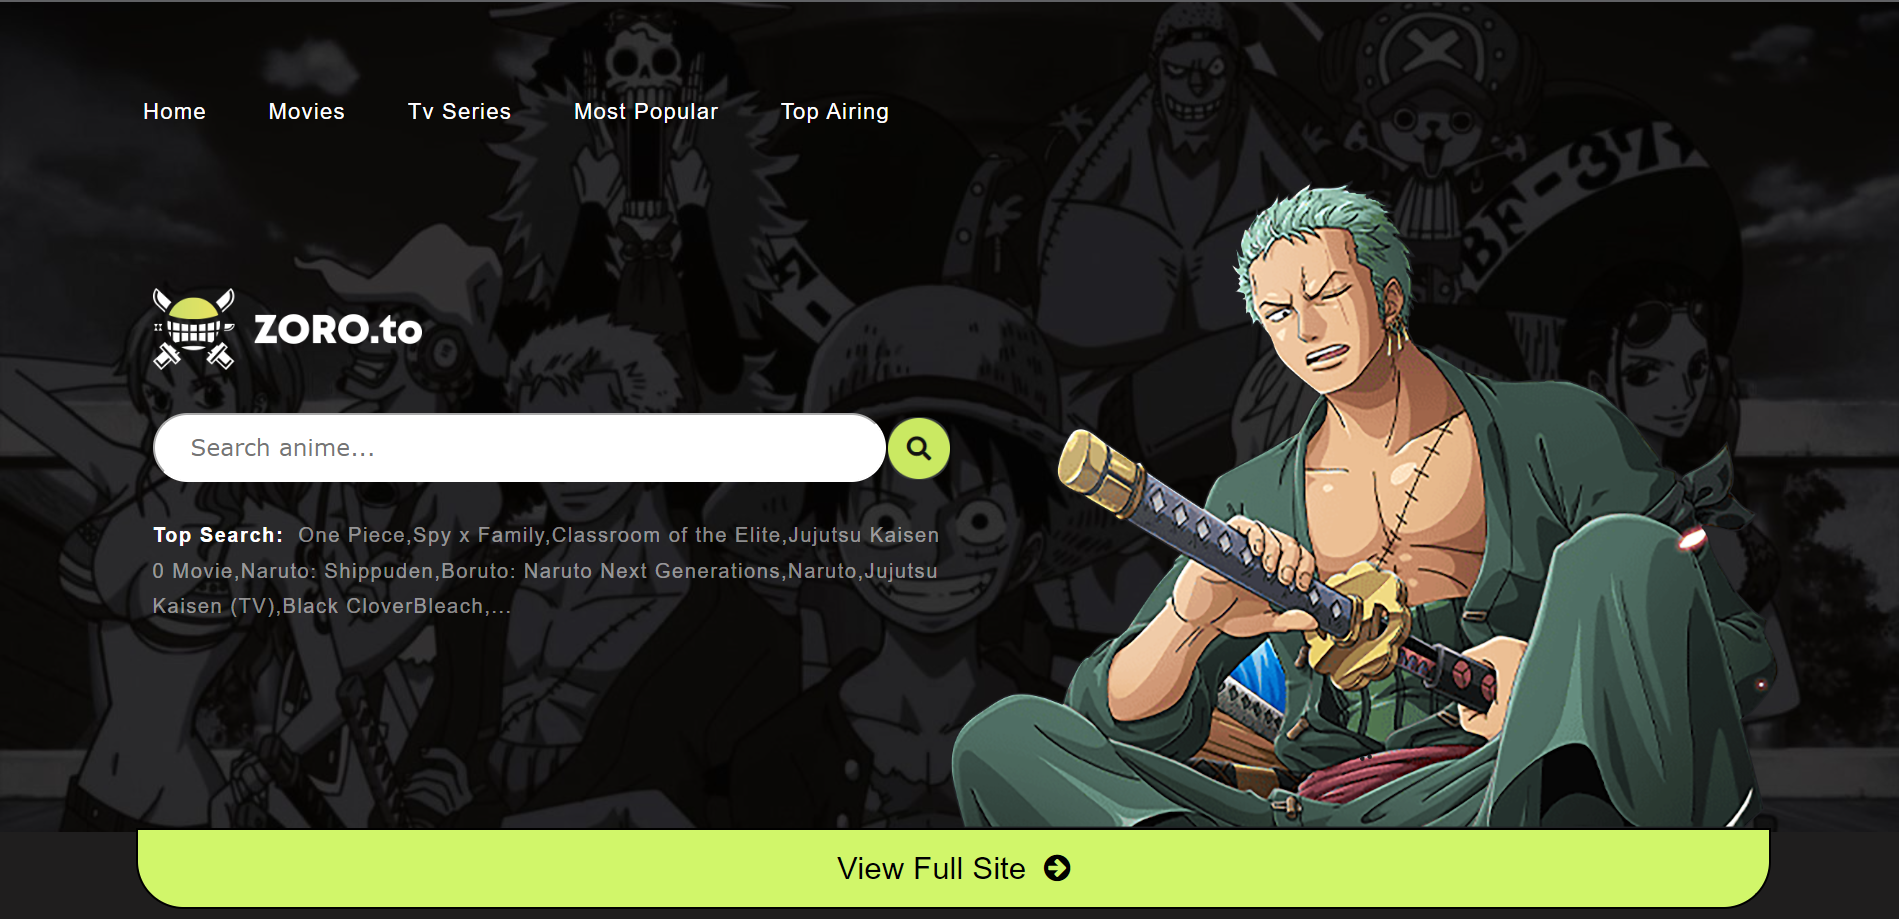 Home Movies Tv Series Most Popular Top Airing
BF-37
ZORO.to
Search anime...
Top Search: One Piece,Spy x Family,Classroom of the Elite,Jujutsu Kaisen
0 Movie,Naruto: Shippuden,Boruto: Naruto Next Generations,Naruto,Jujutsu
Kaisen (TV),Black CloverBleach,...
View Full Site